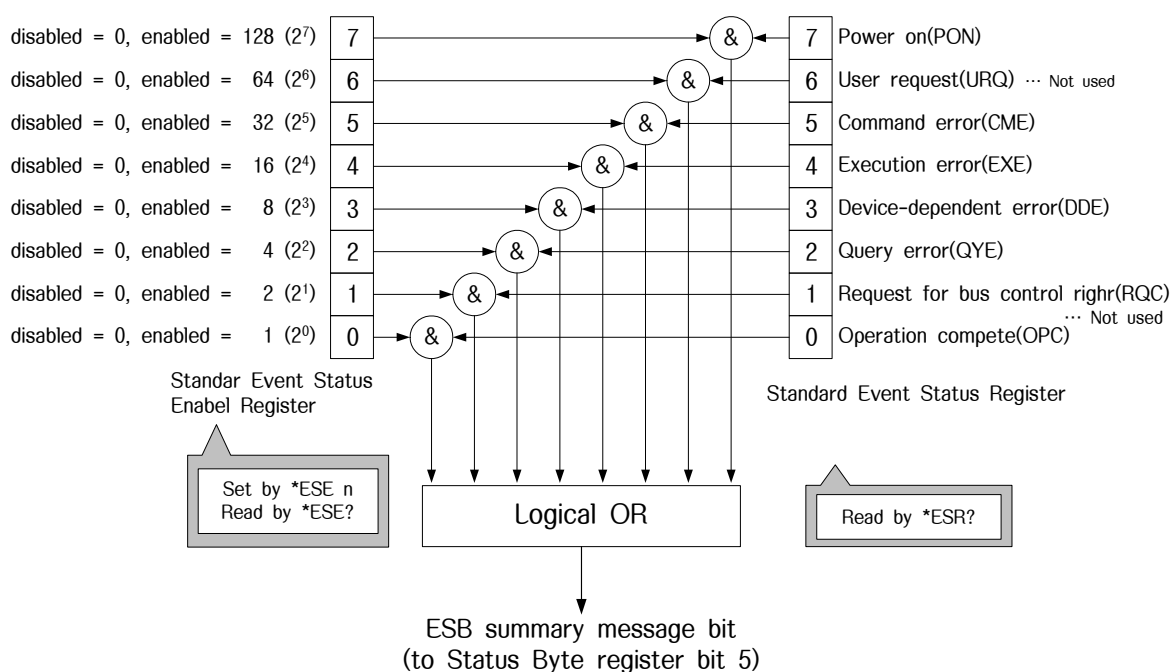 disabled = 0, enabled = 128 (2⁷) 7 & 7 Power on(PON)
disabled = 0, enabled = 64 (2⁶) 6 & 6 User request(URQ) ⋯ Not used
disabled = 0, enabled = 32 (2⁵) 5 & 5 Command error(CME)
disabled = 0, enabled = 16 (2⁴) 4 & 4 Execution error(EXE)
disabled = 0, enabled = 8 (2³) 3 & 3 Device-dependent error(DDE)
disabled = 0, enabled = 4 (2²) 2 & 2 Query error(QYE)
disabled = 0, enabled = 2 (2¹) 1 & 1 Request for bus control righr(RQC)
⋯ Not used
disabled = 0, enabled = 1 (2⁰) 0 & 0 Operation compete(OPC)
Standar Event Status
Enabel Register
Standard Event Status Register
Set by *ESE n
Read by *ESE?
Logical OR
Read by *ESR?
ESB summary message bit
(to Status Byte register bit 5)